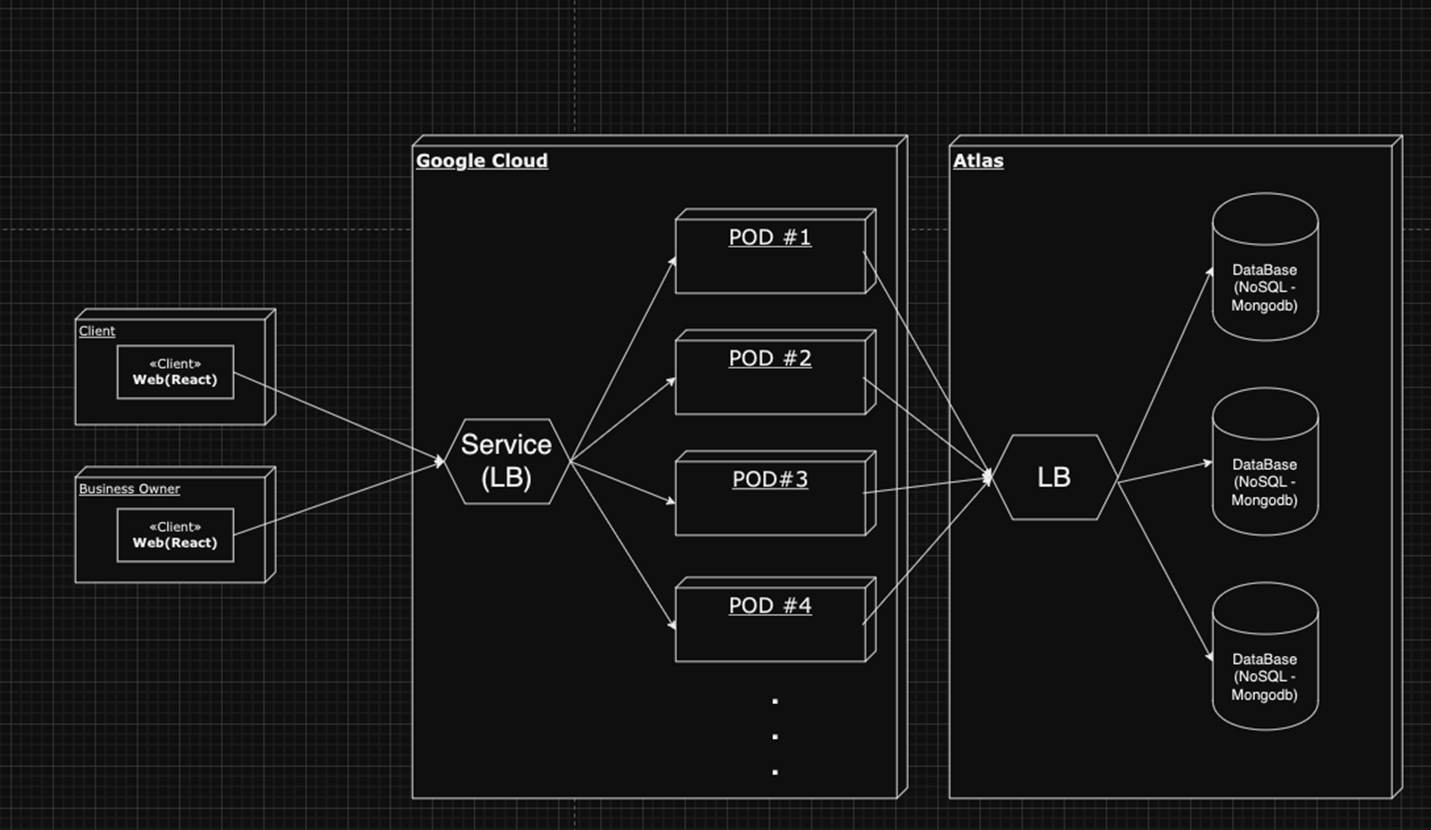 Google Cloud
Atlas
Client
«Client»
Web(React)
Business Owner
«Client»
Web(React)
Service
(LB)
POD #1
POD #2
POD#3
POD #4
LB
DataBase
(NoSQL -
Mongodb)
DataBase
(NoSQL -
Mongodb)
DataBase
(NoSQL -
Mongodb)